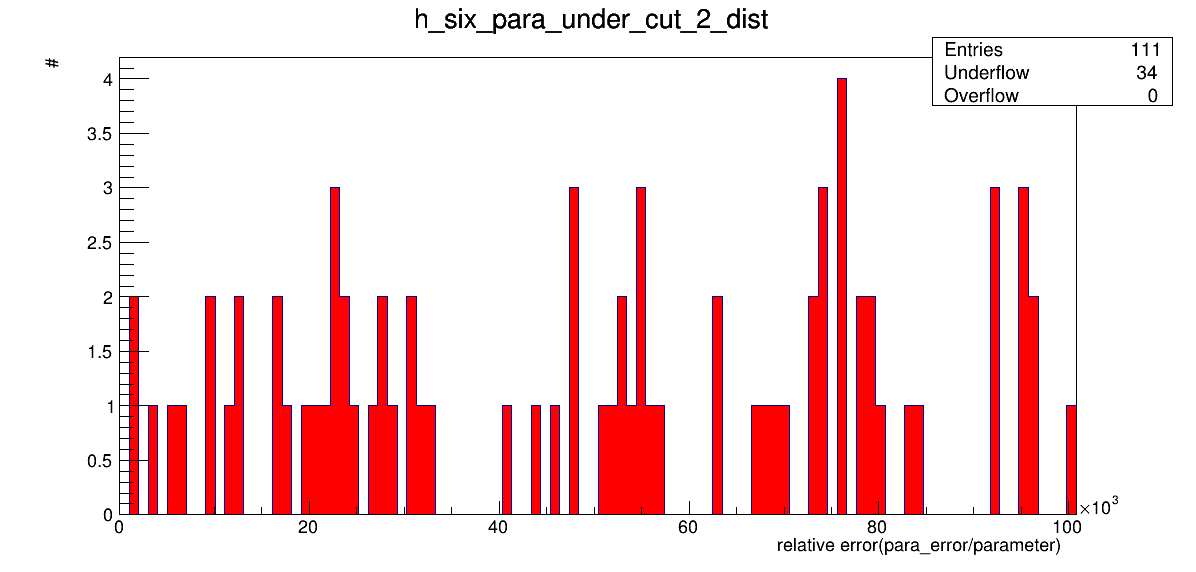 h_six_para_under_cut_2_dist
#
Entries 111
Underflow 34
Overflow 0
4
3.5
3
2.5
2
1.5
1
0.5
0
0 20 40 60 80 100 ×10³
relative error(para_error/parameter)